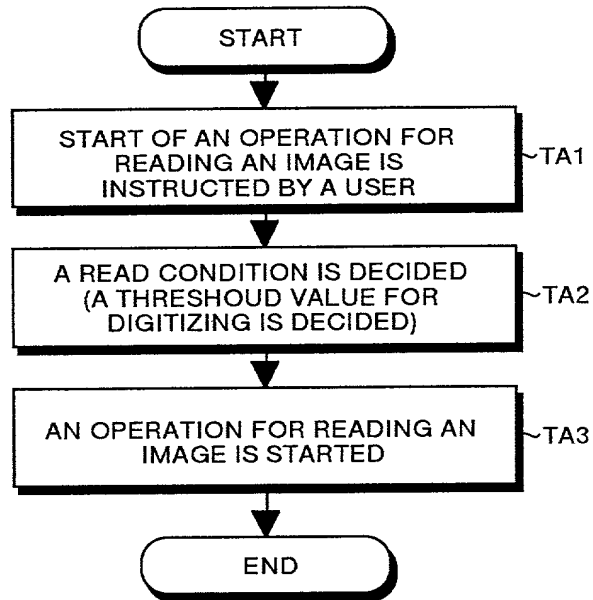 START
START OF AN OPERATION FOR
READING AN IMAGE IS
INSTRUCTED BY A USER
TA1
A READ CONDITION IS DECIDED
(A THRESHOUD VALUE FOR
DIGITIZING IS DECIDED)
TA2
AN OPERATION FOR READING AN
IMAGE IS STARTED
TA3
END